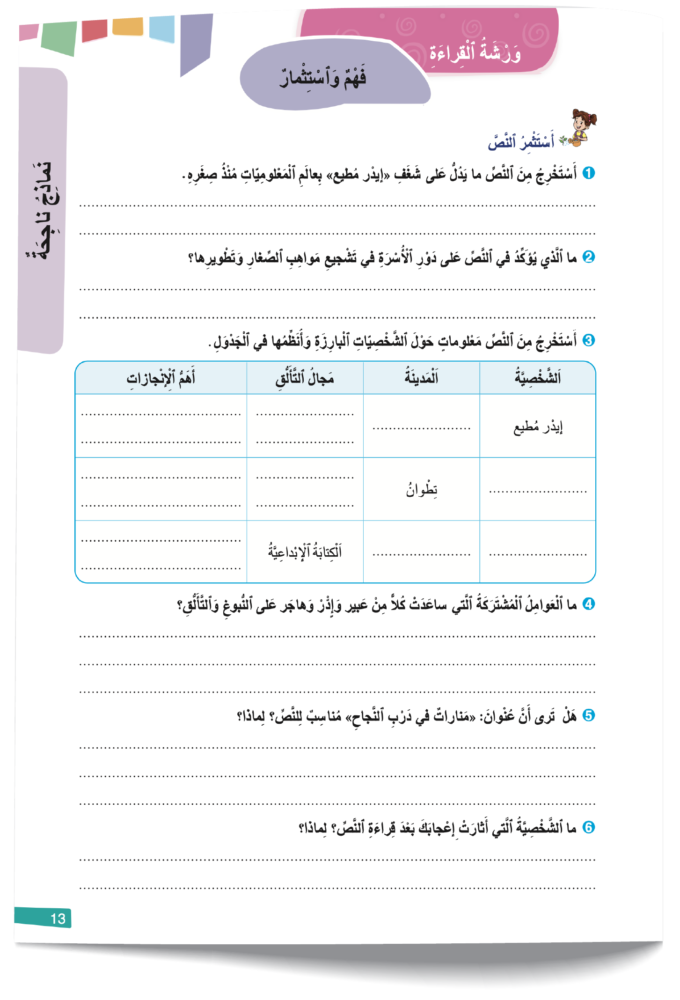 وَرْشَةُ ٱلْقِراءَةِ
فَهْمٌ وَٱسْتِثْمارٌ
نَماذِجُ ناجِحَةٌ
أَسْتَثْمِرُ ٱلنَّصَّ
1 أَسْتَخْرِجُ مِنَ ٱلنَّصِّ ما يَدُلُّ عَلى شَغَفِ «إيدْر مُطيع» بِعالَمِ ٱلْمَعْلومِيّاتِ مُنْذُ صِغَرِهِ.
2 ما ٱلَّذي يُؤَكِّدُ في ٱلنَّصِّ عَلى دَوْرِ ٱلْأُسْرَةِ في تَشْجيعِ مَواهِبِ ٱلصِّغارِ وَتَطْويرِها؟
3 أَسْتَخْرِجُ مِنَ ٱلنَّصِّ مَعْلوماتٍ حَوْلَ ٱلشَّخْصِيّاتِ ٱلْبارِزَةِ وَأُنَظِّمُها في ٱلْجَدْوَلِ.
اَلشَّخْصِيَّةُ اَلْمَدينَةُ مَجالُ ٱلتَّأَلُّقِ أَهَمُّ ٱلْإِنْجازاتِ
إيدْر مُطيع
تِطْوانُ
اَلْكِتابَةُ ٱلْإِبْداعِيَّةُ
4 ما ٱلْعَوامِلُ ٱلْمُشْتَرَكَةُ ٱلَّتي ساعَدَتْ كُلاًّ مِنْ عَبير وَإِدْرْ وَهاجَر عَلى ٱلنُّبوغِ وَٱلتَّأَلُّقِ؟
5 هَلْ تَرى أَنَّ عُنْوانَ: «مَناراتٌ في دَرْبِ ٱلنَّجاحِ» مُناسِبٌ لِلنَّصِّ؟ لِماذا؟
6 ما ٱلشَّخْصِيَّةُ ٱلَّتي أَثارَتْ إِعْجابَكَ بَعْدَ قِراءَةِ ٱلنَّصِّ؟ لِماذا؟
13